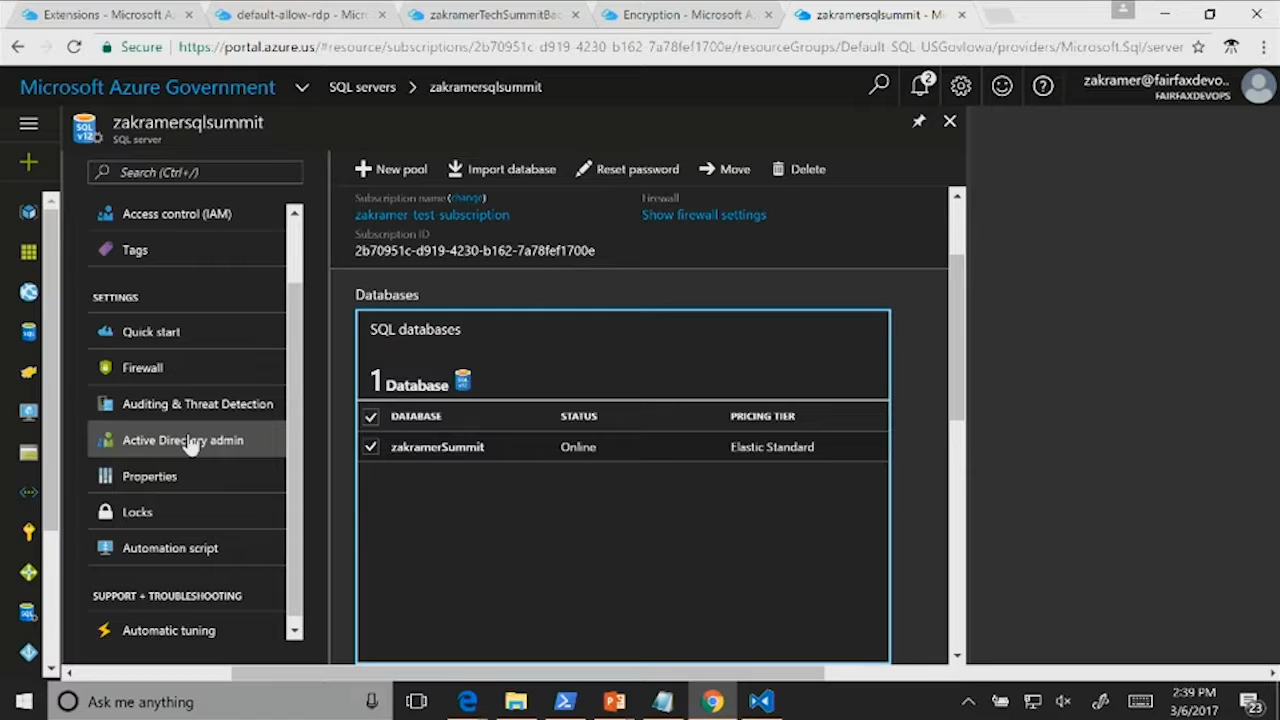 Extensions - Microsoft A
default-allow-rdp - Micr
zakramerTechSummitBa
Encryption - Microsoft A
zakramersqlsummit - M
Secure
https://portal.azure.us/#resource/subscriptions/2b70951c-d919-4230-b162-7a78fef1700e/resourceGroups/Default-SQL-USGovIowa/providers/Microsoft.Sql/server
Microsoft Azure Government
SQL servers
zakramersqlsummit
2
zakramer@fairfaxdevo..
FAIRFAXDEVOPS
SQL v12
zakramersqlsummit
SQL server
Search (Ctrl+/)
Access control (IAM)
Tags
SETTINGS
Quick start
Firewall
Auditing & Threat Detection
Active Directory admin
Properties
Locks
Automation script
SUPPORT + TROUBLESHOOTING
Automatic tuning
New pool
Import database
Reset password
Move
Delete
Subscription name (change)
zakramer-test-subscription
Firewall
Show firewall settings
Subscription ID
2b70951c-d919-4230-b162-7a78fef1700e
Databases
SQL databases
1 Database
DATABASE STATUS PRICING TIER
zakramerSummit Online Elastic Standard
Ask me anything
2:39 PM
3/6/2017
23